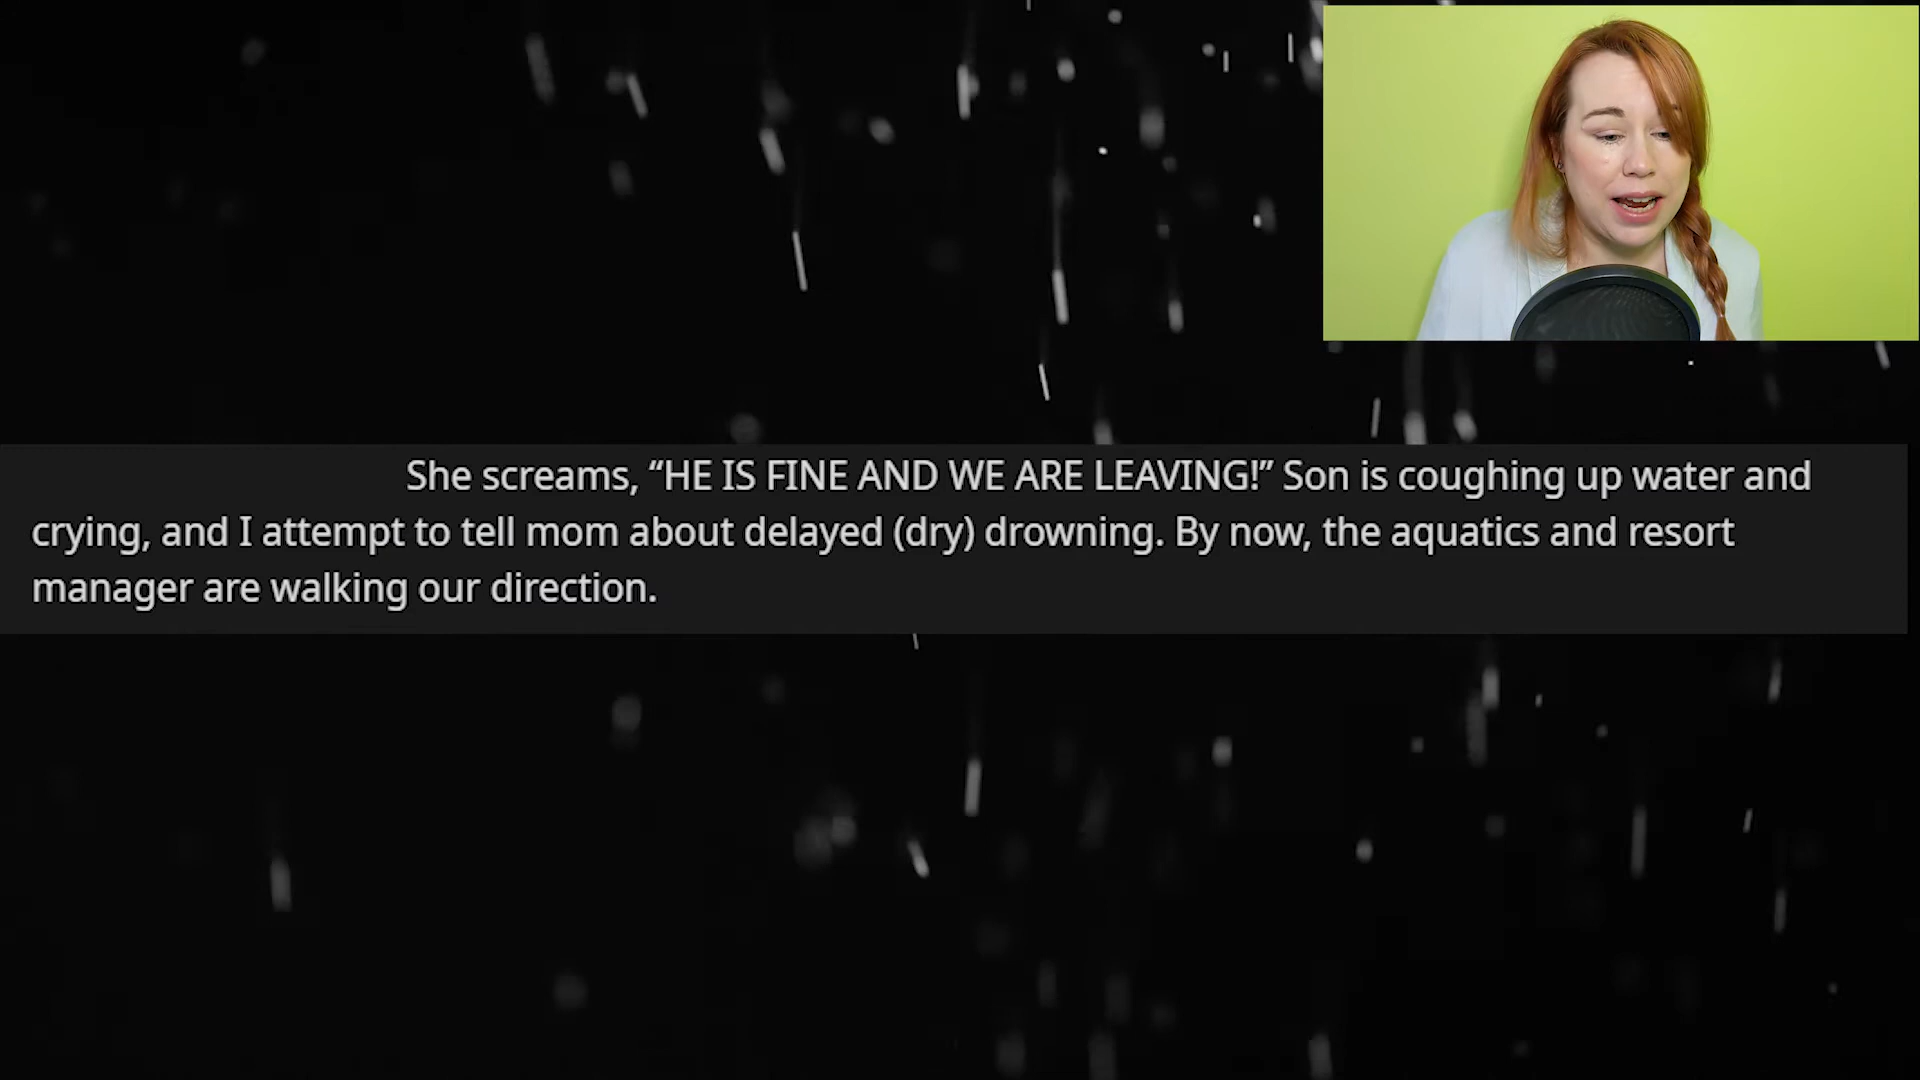 She screams, “HE IS FINE AND WE ARE LEAVING!” Son is coughing up water and
crying, and I attempt to tell mom about delayed (dry) drowning. By now, the aquatics and resort
manager are walking our direction.